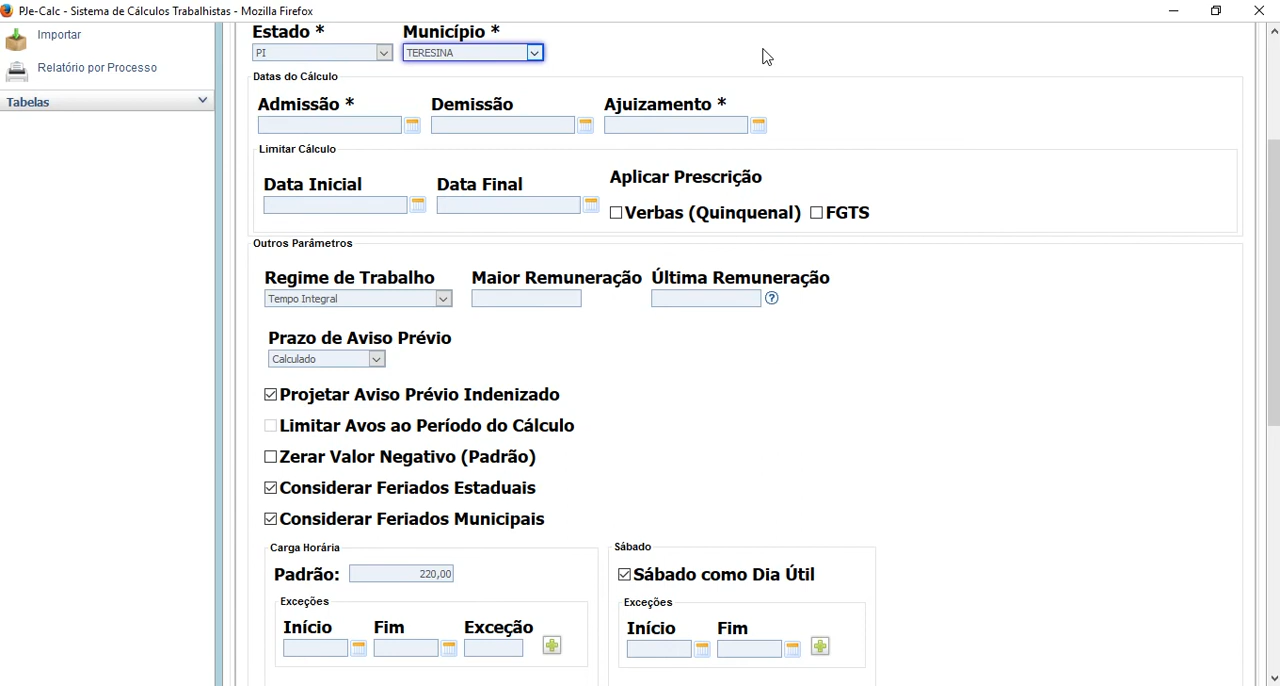 PJe-Calc - Sistema de Cálculos Trabalhistas - Mozilla Firefox
Importar
Relatório por Processo
Tabelas
Estado * Município *
PI TERESINA
Datas do Cálculo
Admissão * Demissão Ajuizamento *
Limitar Cálculo
Data Inicial Data Final Aplicar Prescrição
Verbas (Quinquenal) FGTS
Outros Parâmetros
Regime de Trabalho Maior Remuneração Última Remuneração
Tempo Integral
Prazo de Aviso Prévio
Calculado
Projetar Aviso Prévio Indenizado
Limitar Avos ao Período do Cálculo
Zerar Valor Negativo (Padrão)
Considerar Feriados Estaduais
Considerar Feriados Municipais
Carga Horária
Padrão: 220,00
Exceções
Início Fim Exceção
Sábado
Sábado como Dia Útil
Exceções
Início Fim